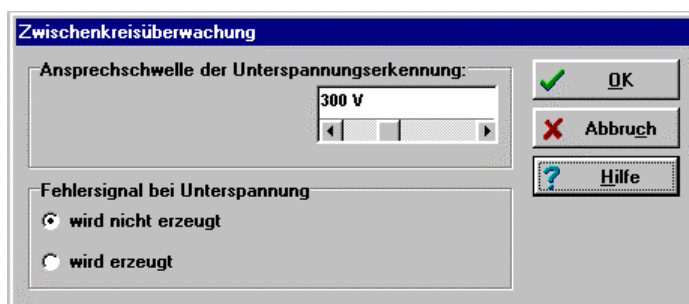 Zwischenkreisüberwachung
Ansprechschwelle der Unterspannungserkennung:
300 V
OK
Abbruch
Hilfe
Fehlersignal bei Unterspannung
wird nicht erzeugt
wird erzeugt